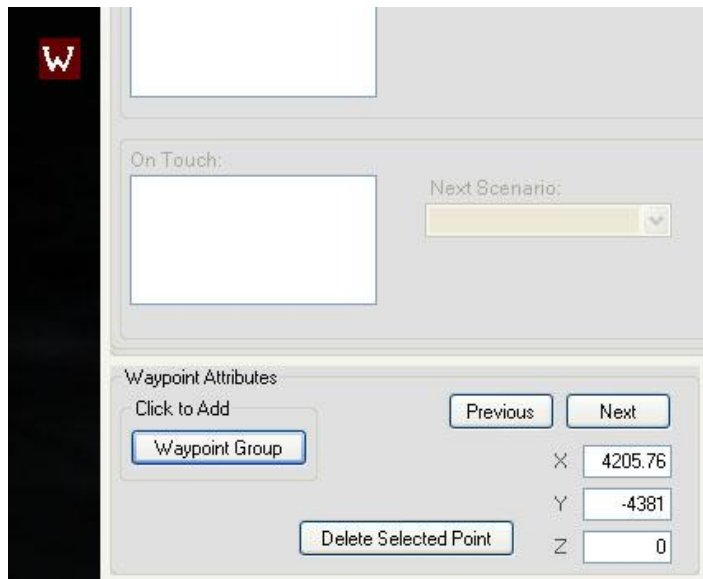 W
On Touch:
Next Scenario:
Waypoint Attributes
Click to Add
Previous
Next
Waypoint Group
X
4205.76
Y
-4381
Delete Selected Point
Z
0